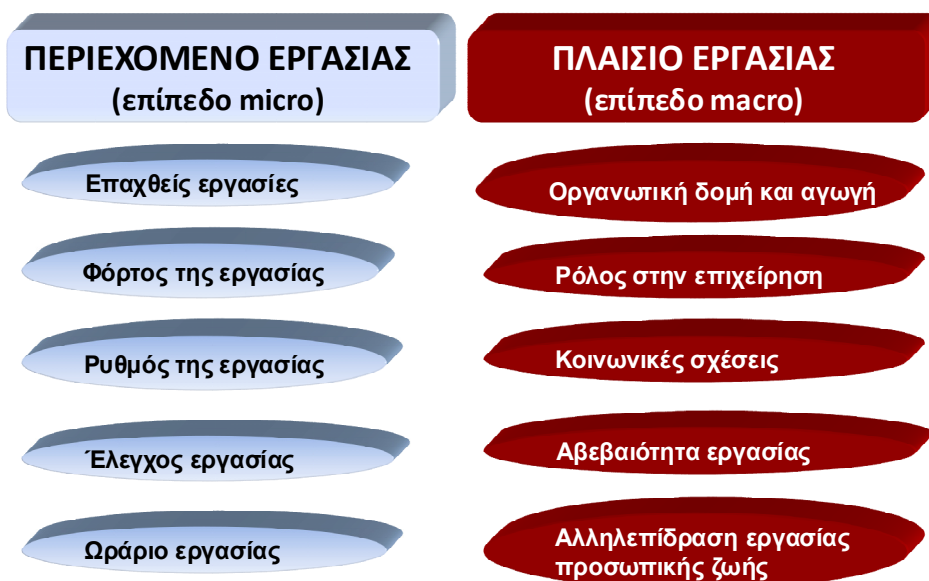 ΠΕΡΙΕΧΟΜΕΝΟ ΕΡΓΑΣΙΑΣ
(επίπεδο micro)
Επαχθείς εργασίες
Φόρτος της εργασίας
Ρυθμός της εργασίας
Έλεγχος εργασίας
Ωράριο εργασίας
ΠΛΑΙΣΙΟ ΕΡΓΑΣΙΑΣ
(επίπεδο macro)
Οργανωπική δομή και αγωγή
Ρόλος στην επιχείρηση
Κοινωνικές σχέσεις
Αβεβαιότητα εργασίας
Αλληλεπίδραση εργασίας
προσωπικής ζωής